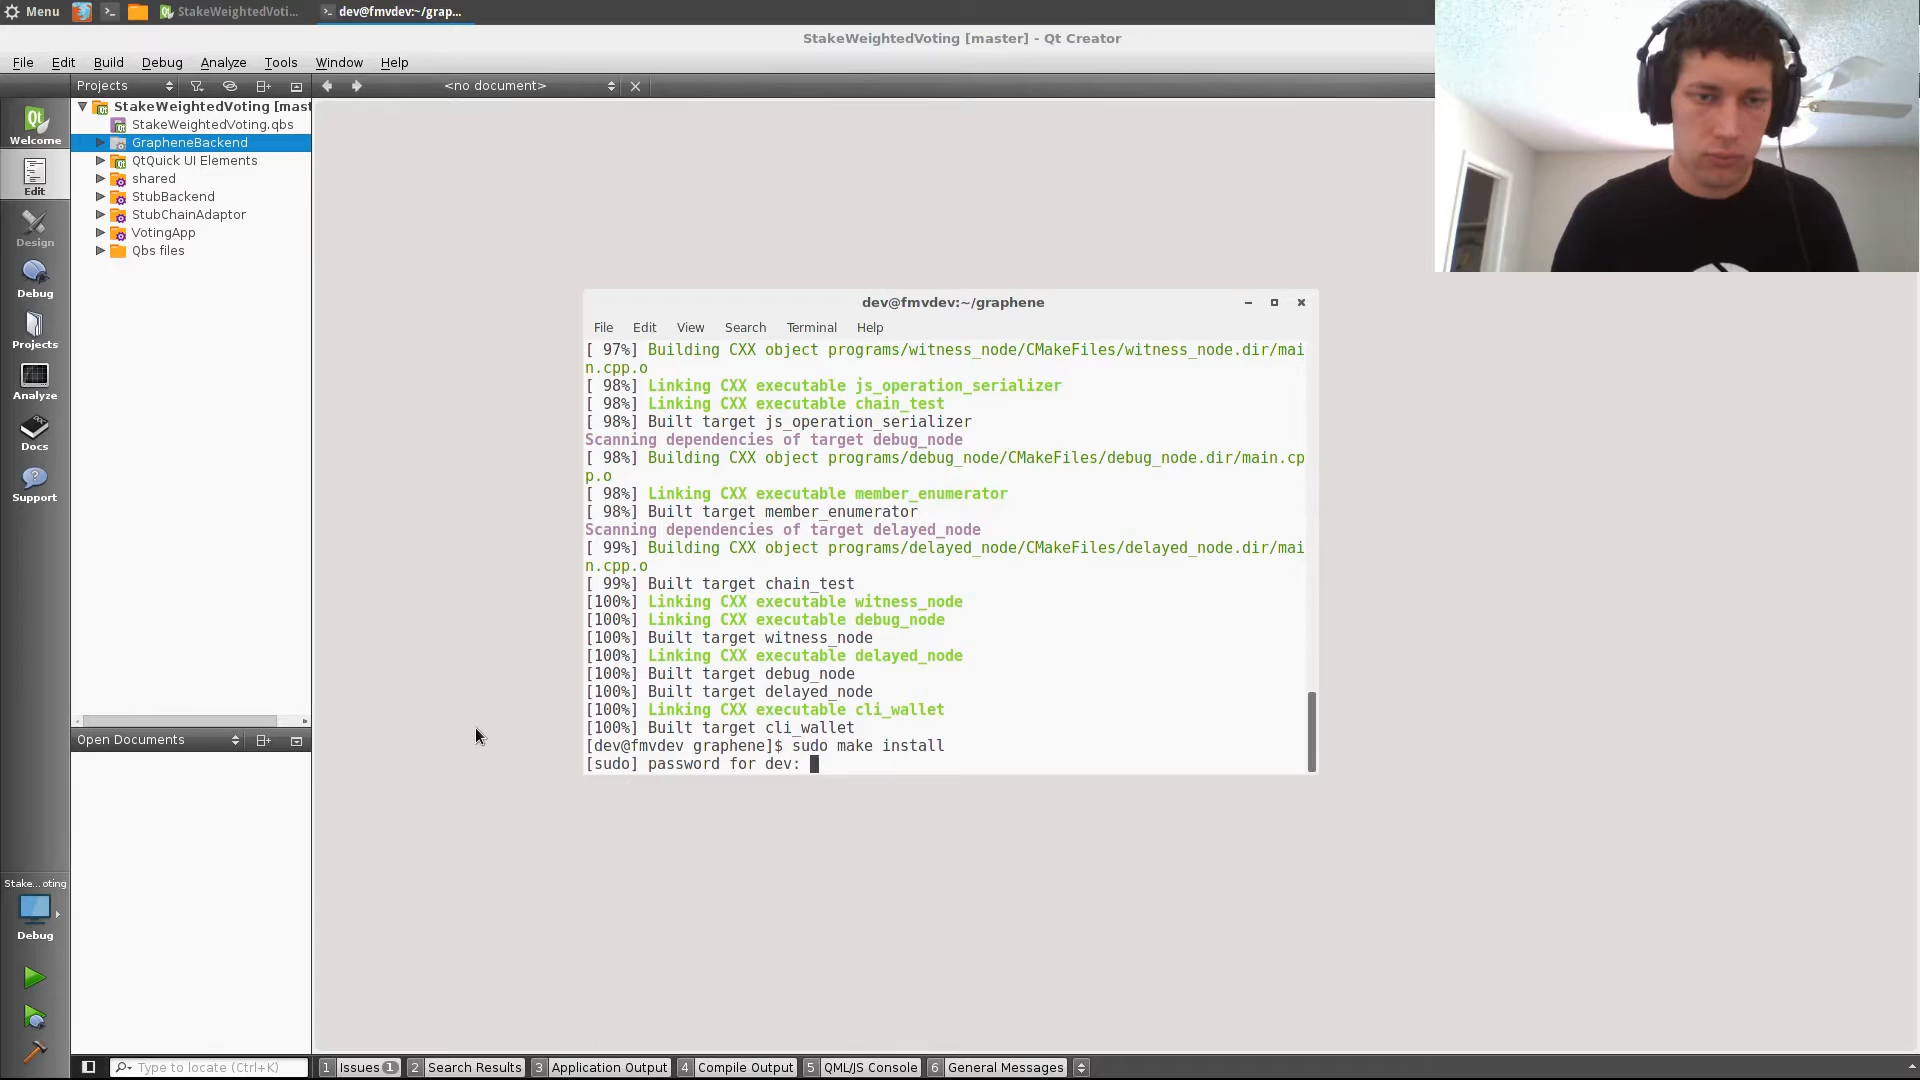 Menu
StakeWeightedVoti...
dev@fmvdev:~/grap...
StakeWeightedVoting [master] - Qt Creator
File Edit Build Debug Analyze Tools Window Help
Projects
<no document>
Welcome
Edit
Design
Debug
Projects
Analyze
Docs
Support
StakeWeightedVoting [mast
StakeWeightedVoting.qbs
GrapheneBackend
QtQuick UI Elements
shared
StubBackend
StubChainAdaptor
VotingApp
Qbs files
Open Documents
Stake...oting
Debug
dev@fmvdev:~/graphene
File Edit View Search Terminal Help
[ 97%] Building CXX object programs/witness_node/CMakeFiles/witness_node.dir/mai
n.cpp.o
[ 98%] Linking CXX executable js_operation_serializer
[ 98%] Linking CXX executable chain_test
[ 98%] Built target js_operation_serializer
Scanning dependencies of target debug_node
[ 98%] Building CXX object programs/debug_node/CMakeFiles/debug_node.dir/main.cp
p.o
[ 98%] Linking CXX executable member_enumerator
[ 98%] Built target member_enumerator
Scanning dependencies of target delayed_node
[ 99%] Building CXX object programs/delayed_node/CMakeFiles/delayed_node.dir/mai
n.cpp.o
[ 99%] Built target chain_test
[100%] Linking CXX executable witness_node
[100%] Linking CXX executable debug_node
[100%] Built target witness_node
[100%] Linking CXX executable delayed_node
[100%] Built target debug_node
[100%] Built target delayed_node
[100%] Linking CXX executable cli_wallet
[100%] Built target cli_wallet
[dev@fmvdev graphene]$ sudo make install
[sudo] password for dev:
Type to locate (Ctrl+K)
1 Issues 1
2 Search Results
3 Application Output
4 Compile Output
5 QML/JS Console
6 General Messages